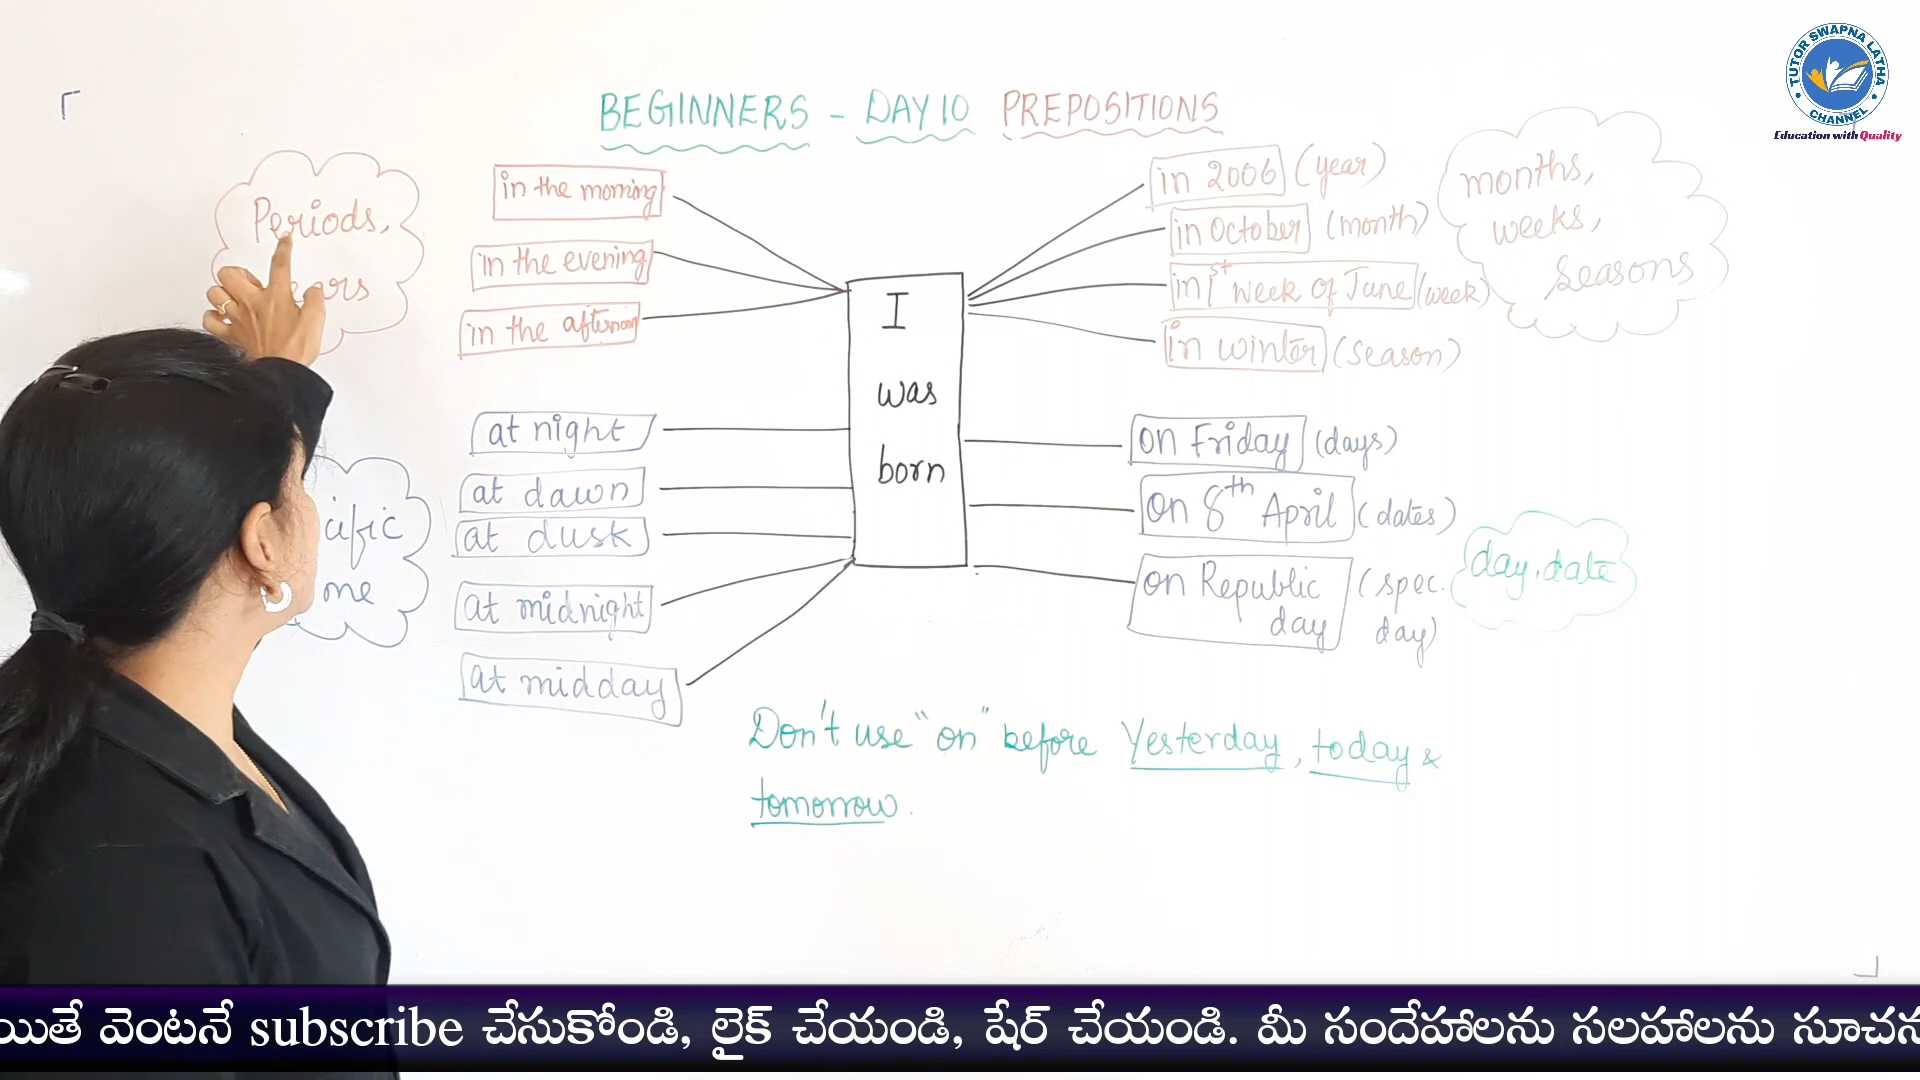 BEGINNERS - DAY 10 PREPOSITIONS
TUTOR SWAPNA LATHA CHANNEL
Education with Quality
Periods,
in the morning
in the evening
in the afternoon
at night
at dawn
at dusk
at midnight
at midday
I
was
born
in 2006 (year)
in October (month)
in 1st week of June (week)
in winter (season)
months,
weeks,
seasons
on Friday (days)
on 8th April (dates)
on Republic day (spec. day)
day, date
Don't use "on" before Yesterday, today &
tomorrow.
వెంటనే subscribe చేసుకోండి, లైక్ చేయండి, షేర్ చేయండి. మీ సందేహాలను సలహాలను